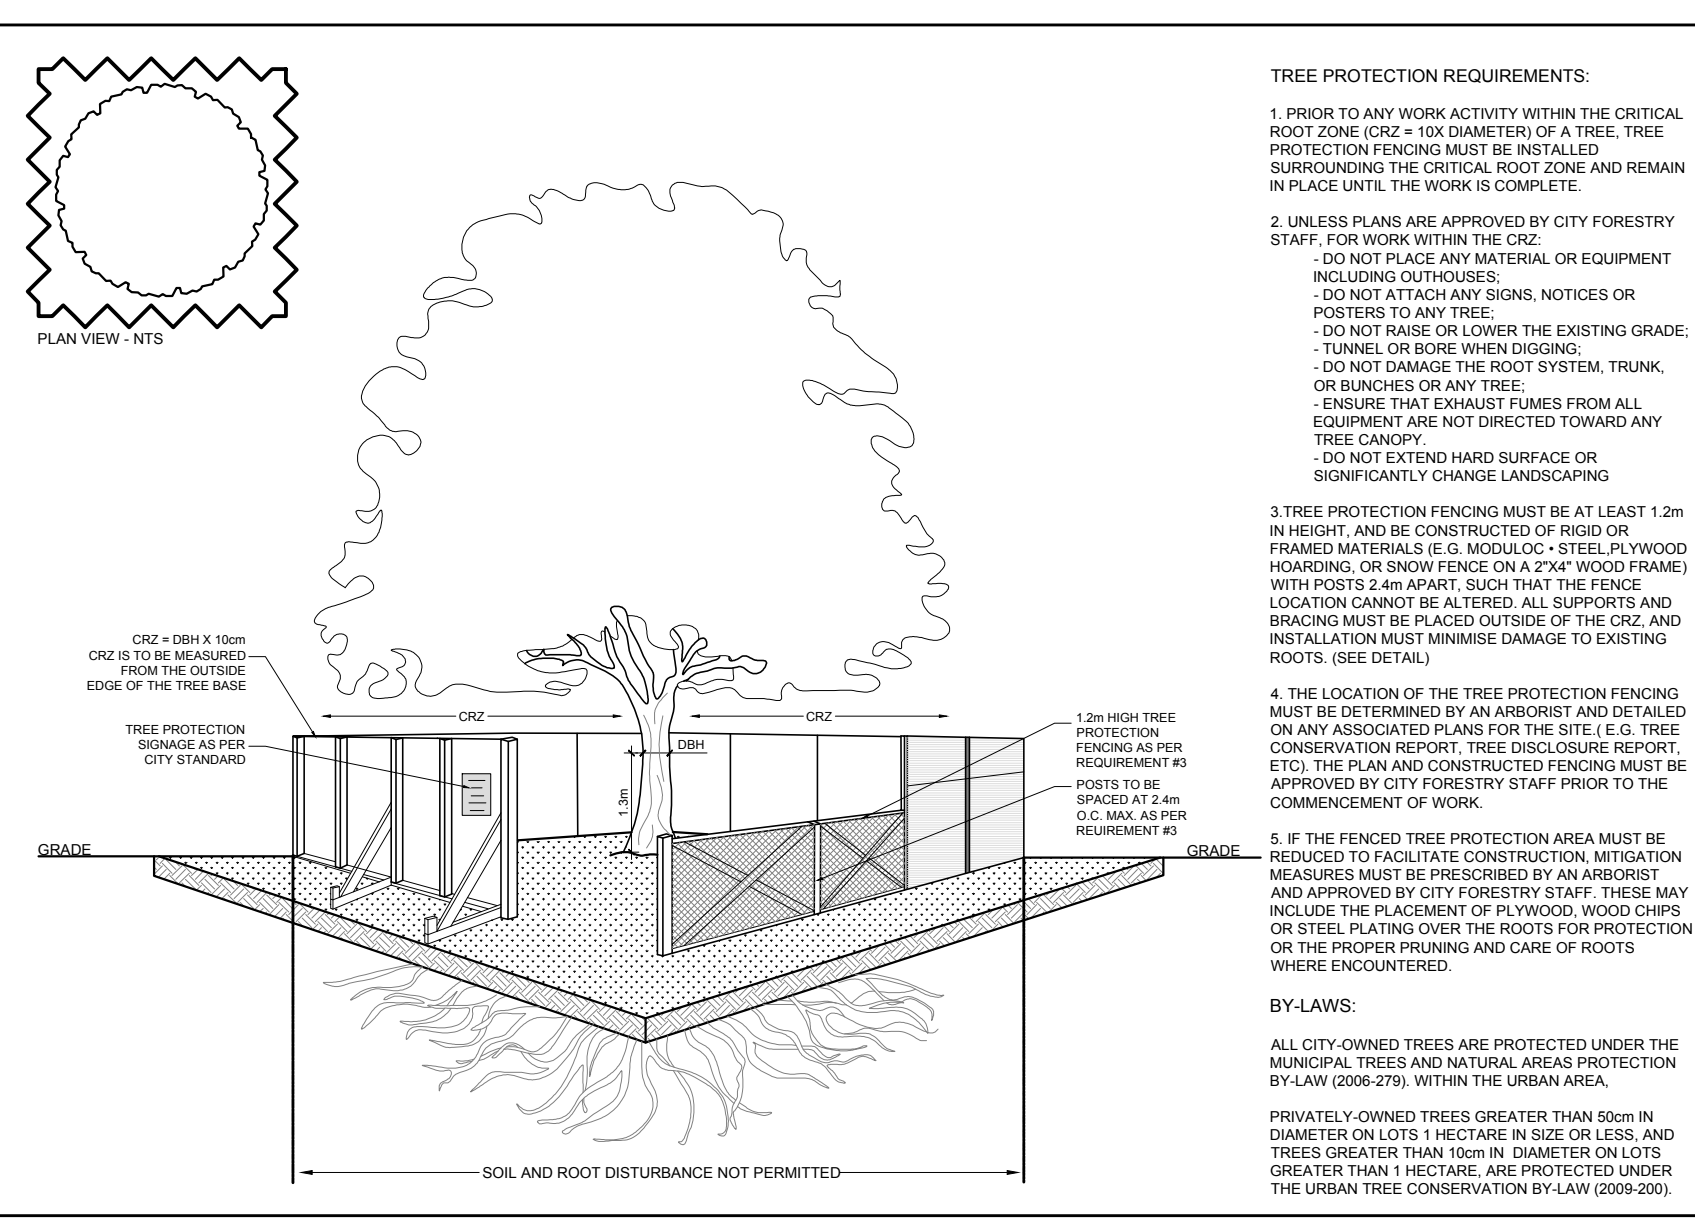 PLAN VIEW - NTS
CRZ = DBH X 10cm
CRZ IS TO BE MEASURED
FROM THE OUTSIDE
EDGE OF THE TREE BASE
TREE PROTECTION
SIGNAGE AS PER
CITY STANDARD
GRADE
CRZ
CRZ
DBH
1.3m
1.2m HIGH TREE
PROTECTION
FENCING AS PER
REQUIREMENT #3
POSTS TO BE
SPACED AT 2.4m
O.C. MAX. AS PER
REUIREMENT #3
GRADE
SOIL AND ROOT DISTURBANCE NOT PERMITTED
TREE PROTECTION REQUIREMENTS:
1. PRIOR TO ANY WORK ACTIVITY WITHIN THE CRITICAL
ROOT ZONE (CRZ = 10X DIAMETER) OF A TREE, TREE
PROTECTION FENCING MUST BE INSTALLED
SURROUNDING THE CRITICAL ROOT ZONE AND REMAIN
IN PLACE UNTIL THE WORK IS COMPLETE.
2. UNLESS PLANS ARE APPROVED BY CITY FORESTRY
STAFF, FOR WORK WITHIN THE CRZ:
- DO NOT PLACE ANY MATERIAL OR EQUIPMENT
INCLUDING OUTHOUSES;
- DO NOT ATTACH ANY SIGNS, NOTICES OR
POSTERS TO ANY TREE;
- DO NOT RAISE OR LOWER THE EXISTING GRADE;
- TUNNEL OR BORE WHEN DIGGING;
- DO NOT DAMAGE THE ROOT SYSTEM, TRUNK,
OR BUNCHES OR ANY TREE;
- ENSURE THAT EXHAUST FUMES FROM ALL
EQUIPMENT ARE NOT DIRECTED TOWARD ANY
TREE CANOPY.
- DO NOT EXTEND HARD SURFACE OR
SIGNIFICANTLY CHANGE LANDSCAPING
3.TREE PROTECTION FENCING MUST BE AT LEAST 1.2m
IN HEIGHT, AND BE CONSTRUCTED OF RIGID OR
FRAMED MATERIALS (E.G. MODULOC • STEEL,PLYWOOD
HOARDING, OR SNOW FENCE ON A 2"X4" WOOD FRAME)
WITH POSTS 2.4m APART, SUCH THAT THE FENCE
LOCATION CANNOT BE ALTERED. ALL SUPPORTS AND
BRACING MUST BE PLACED OUTSIDE OF THE CRZ, AND
INSTALLATION MUST MINIMISE DAMAGE TO EXISTING
ROOTS. (SEE DETAIL)
4. THE LOCATION OF THE TREE PROTECTION FENCING
MUST BE DETERMINED BY AN ARBORIST AND DETAILED
ON ANY ASSOCIATED PLANS FOR THE SITE.( E.G. TREE
CONSERVATION REPORT, TREE DISCLOSURE REPORT,
ETC). THE PLAN AND CONSTRUCTED FENCING MUST BE
APPROVED BY CITY FORESTRY STAFF PRIOR TO THE
COMMENCEMENT OF WORK.
5. IF THE FENCED TREE PROTECTION AREA MUST BE
REDUCED TO FACILITATE CONSTRUCTION, MITIGATION
MEASURES MUST BE PRESCRIBED BY AN ARBORIST
AND APPROVED BY CITY FORESTRY STAFF. THESE MAY
INCLUDE THE PLACEMENT OF PLYWOOD, WOOD CHIPS
OR STEEL PLATING OVER THE ROOTS FOR PROTECTION
OR THE PROPER PRUNING AND CARE OF ROOTS
WHERE ENCOUNTERED.
BY-LAWS:
ALL CITY-OWNED TREES ARE PROTECTED UNDER THE
MUNICIPAL TREES AND NATURAL AREAS PROTECTION
BY-LAW (2006-279). WITHIN THE URBAN AREA,
PRIVATELY-OWNED TREES GREATER THAN 50cm IN
DIAMETER ON LOTS 1 HECTARE IN SIZE OR LESS, AND
TREES GREATER THAN 10cm IN DIAMETER ON LOTS
GREATER THAN 1 HECTARE, ARE PROTECTED UNDER
THE URBAN TREE CONSERVATION BY-LAW (2009-200).